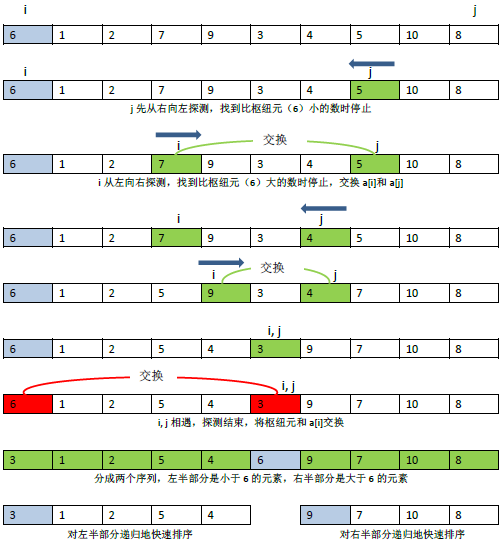 i j
6 1 2 7 9 3 4 5 10 8
i j
6 1 2 7 9 3 4 5 10 8
j 先从右向左探测，找到比枢纽元（6）小的数时停止
i 交换 j
6 1 2 7 9 3 4 5 10 8
i 从左向右探测，找到比枢纽元（6）大的数时停止，交换 a[i]和 a[j]
i j
6 1 2 7 9 3 4 5 10 8
i 交换 j
6 1 2 5 9 3 4 7 10 8
i, j
6 1 2 5 4 3 9 7 10 8
交换 i, j
6 1 2 5 4 3 9 7 10 8
i, j 相遇，探测结束，将枢纽元和 a[i]交换
3 1 2 5 4 6 9 7 10 8
分成两个序列，左半部分是小于 6 的元素，右半部分是大于 6 的元素
3 1 2 5 4 9 7 10 8
对左半部分递归地快速排序 对右半部分递归地快速排序